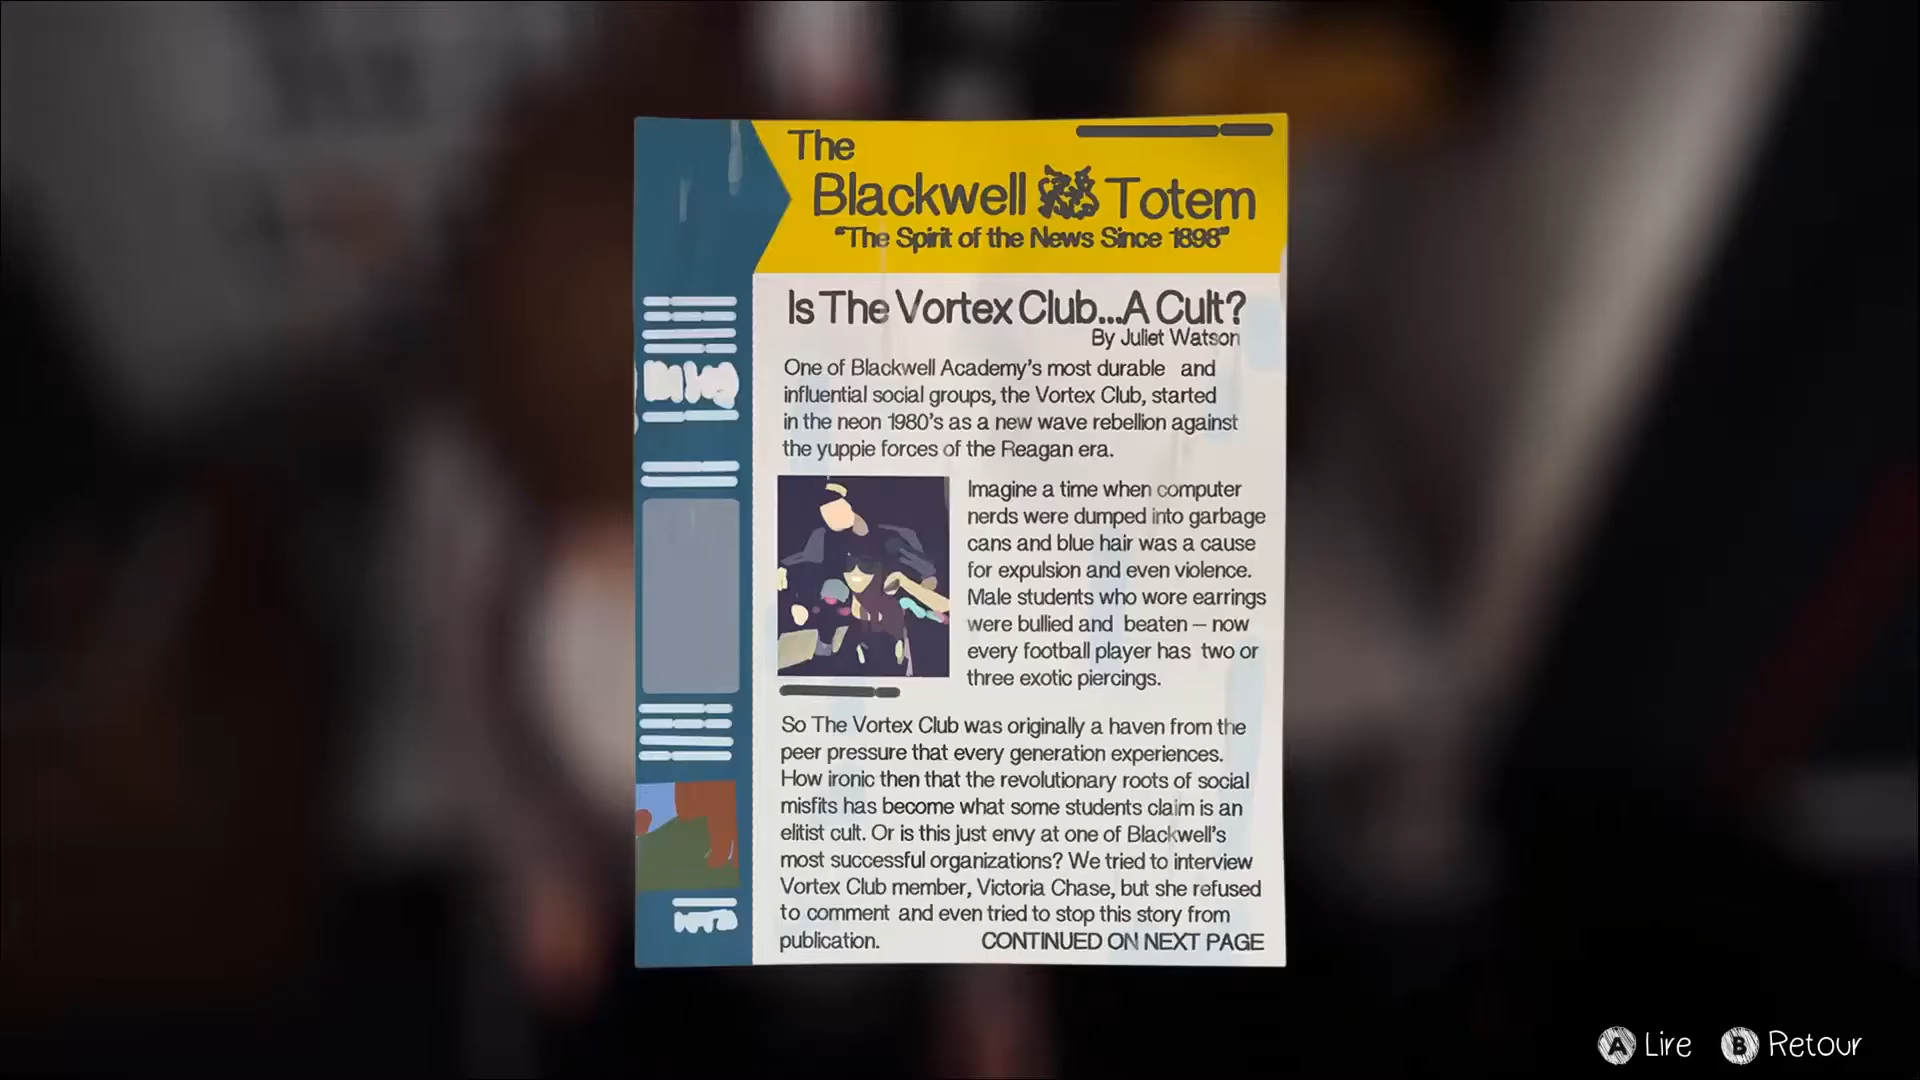 The
Blackwell Totem
"The Spirit of the News Since 1898"
Is The Vortex Club...A Cult?
By Juliet Watson
One of Blackwell Academy's most durable and
influential social groups, the Vortex Club, started
in the neon 1980's as a new wave rebellion against
the yuppie forces of the Reagan era.
Imagine a time when computer
nerds were dumped into garbage
cans and blue hair was a cause
for expulsion and even violence.
Male students who wore earrings
were bullied and beaten – now
every football player has two or
three exotic piercings.
So The Vortex Club was originally a haven from the
peer pressure that every generation experiences.
How ironic then that the revolutionary roots of social
misfits has become what some students claim is an
elitist cult. Or is this just envy at one of Blackwell's
most successful organizations? We tried to interview
Vortex Club member, Victoria Chase, but she refused
to comment and even tried to stop this story from
publication.
CONTINUED ON NEXT PAGE
A Lire B Retour